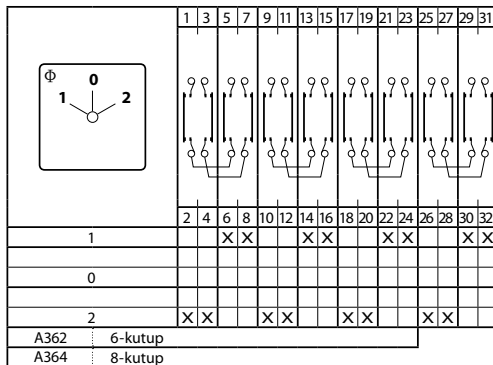 1 3 5 7 9 11 13 15 17 19 21 23 25 27 29 31
Φ 0
1 2
2 4 6 8 10 12 14 16 18 20 22 24 26 28 30 32
1 X X X X X X X X
0
2 X X X X X X X X
A362 6-kutup
A364 8-kutup